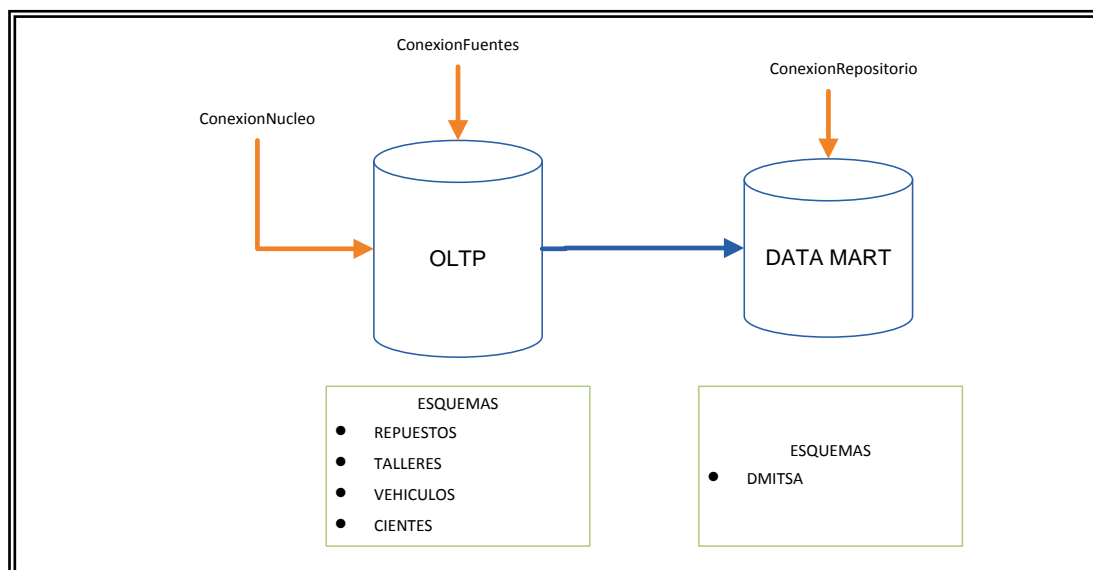 ConexionFuentes
ConexionRepositorio
ConexionNucleo
OLTP
DATA MART
ESQUEMAS
● REPUESTOS
● TALLERES
● VEHICULOS
● CIENTES
ESQUEMAS
● DMITSA